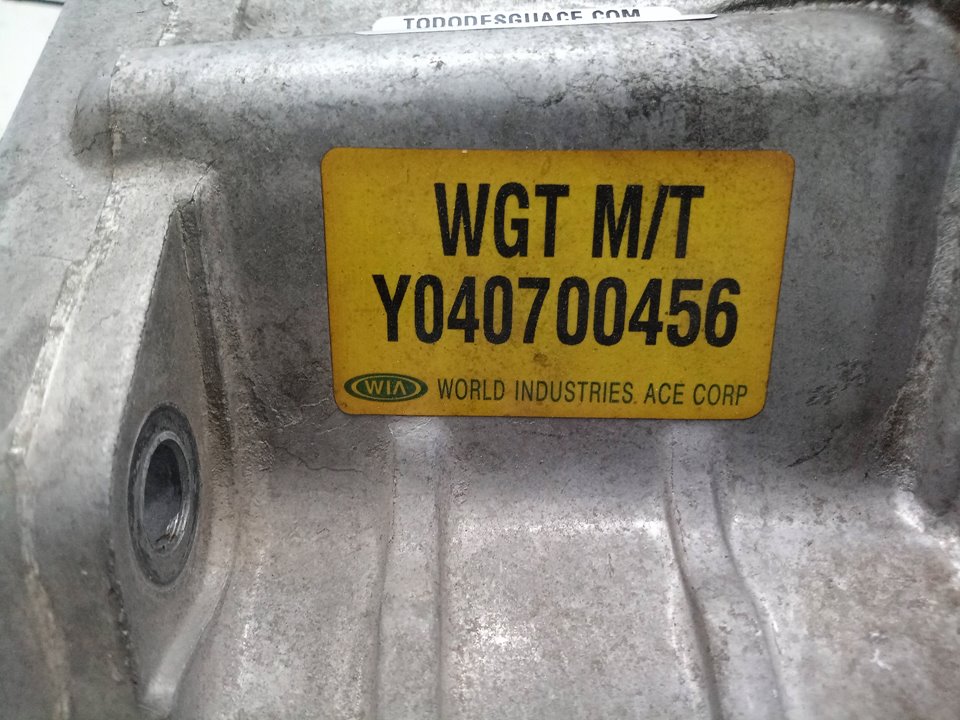 TODODESGUACE.COM
WGT M/T
Y040700456
WIA WORLD INDUSTRIES ACE CORP